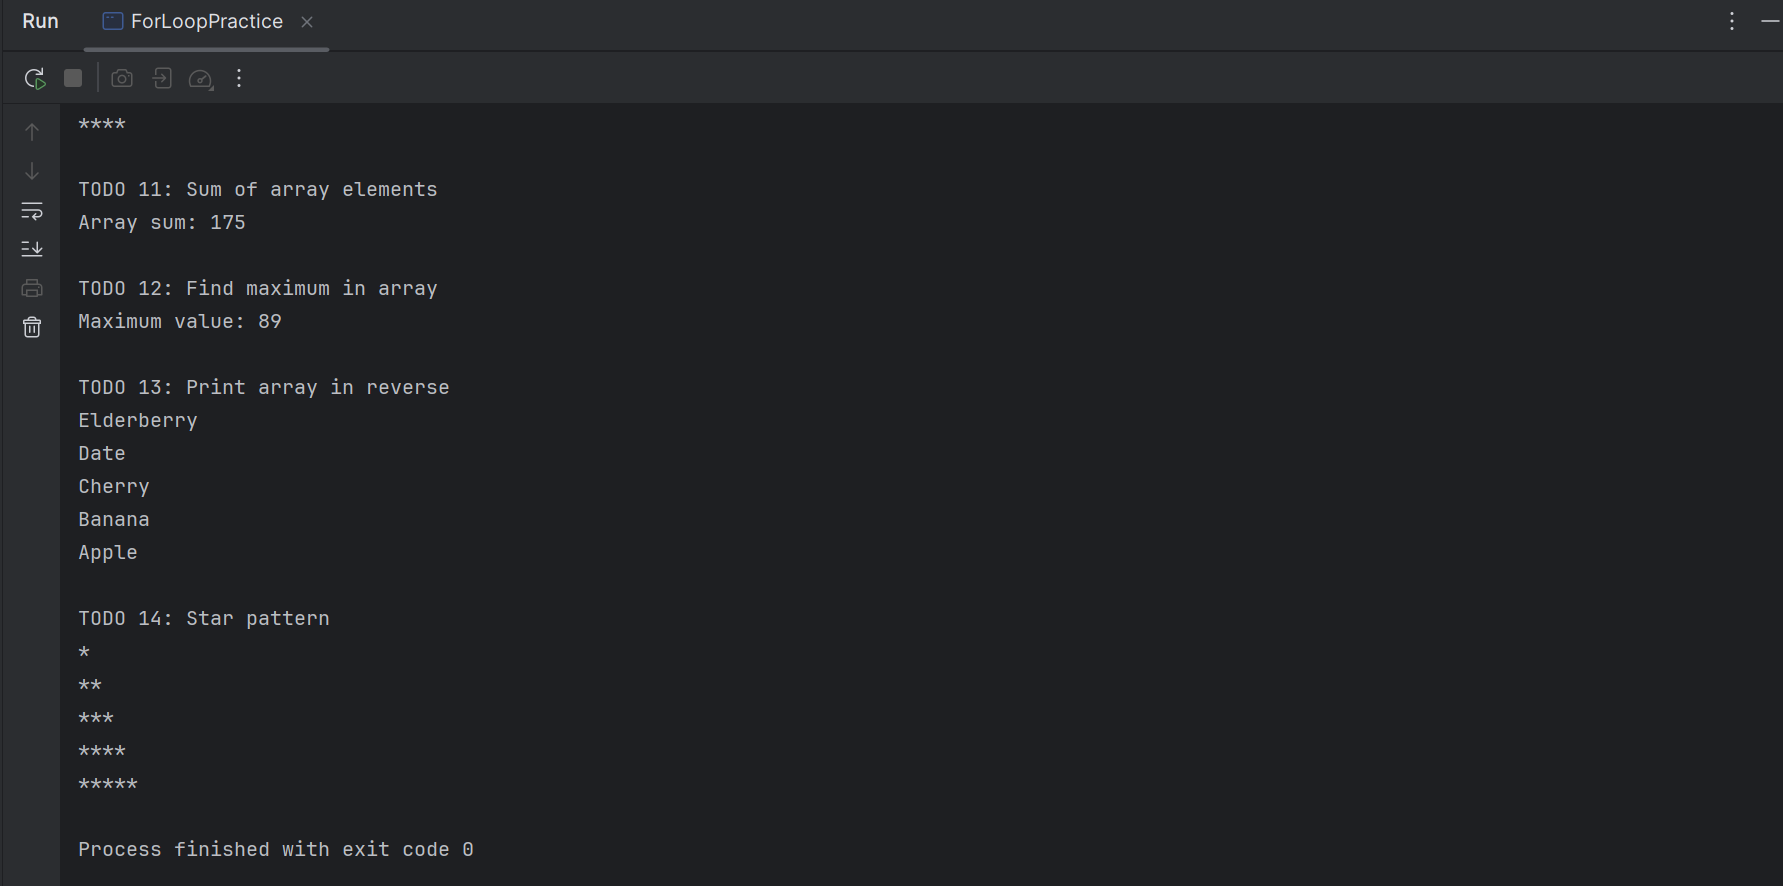 Run ForLoopPractice
****
TODO 11: Sum of array elements
Array sum: 175
TODO 12: Find maximum in array
Maximum value: 89
TODO 13: Print array in reverse
Elderberry
Date
Cherry
Banana
Apple
TODO 14: Star pattern
*
**
***
****
*****
Process finished with exit code 0